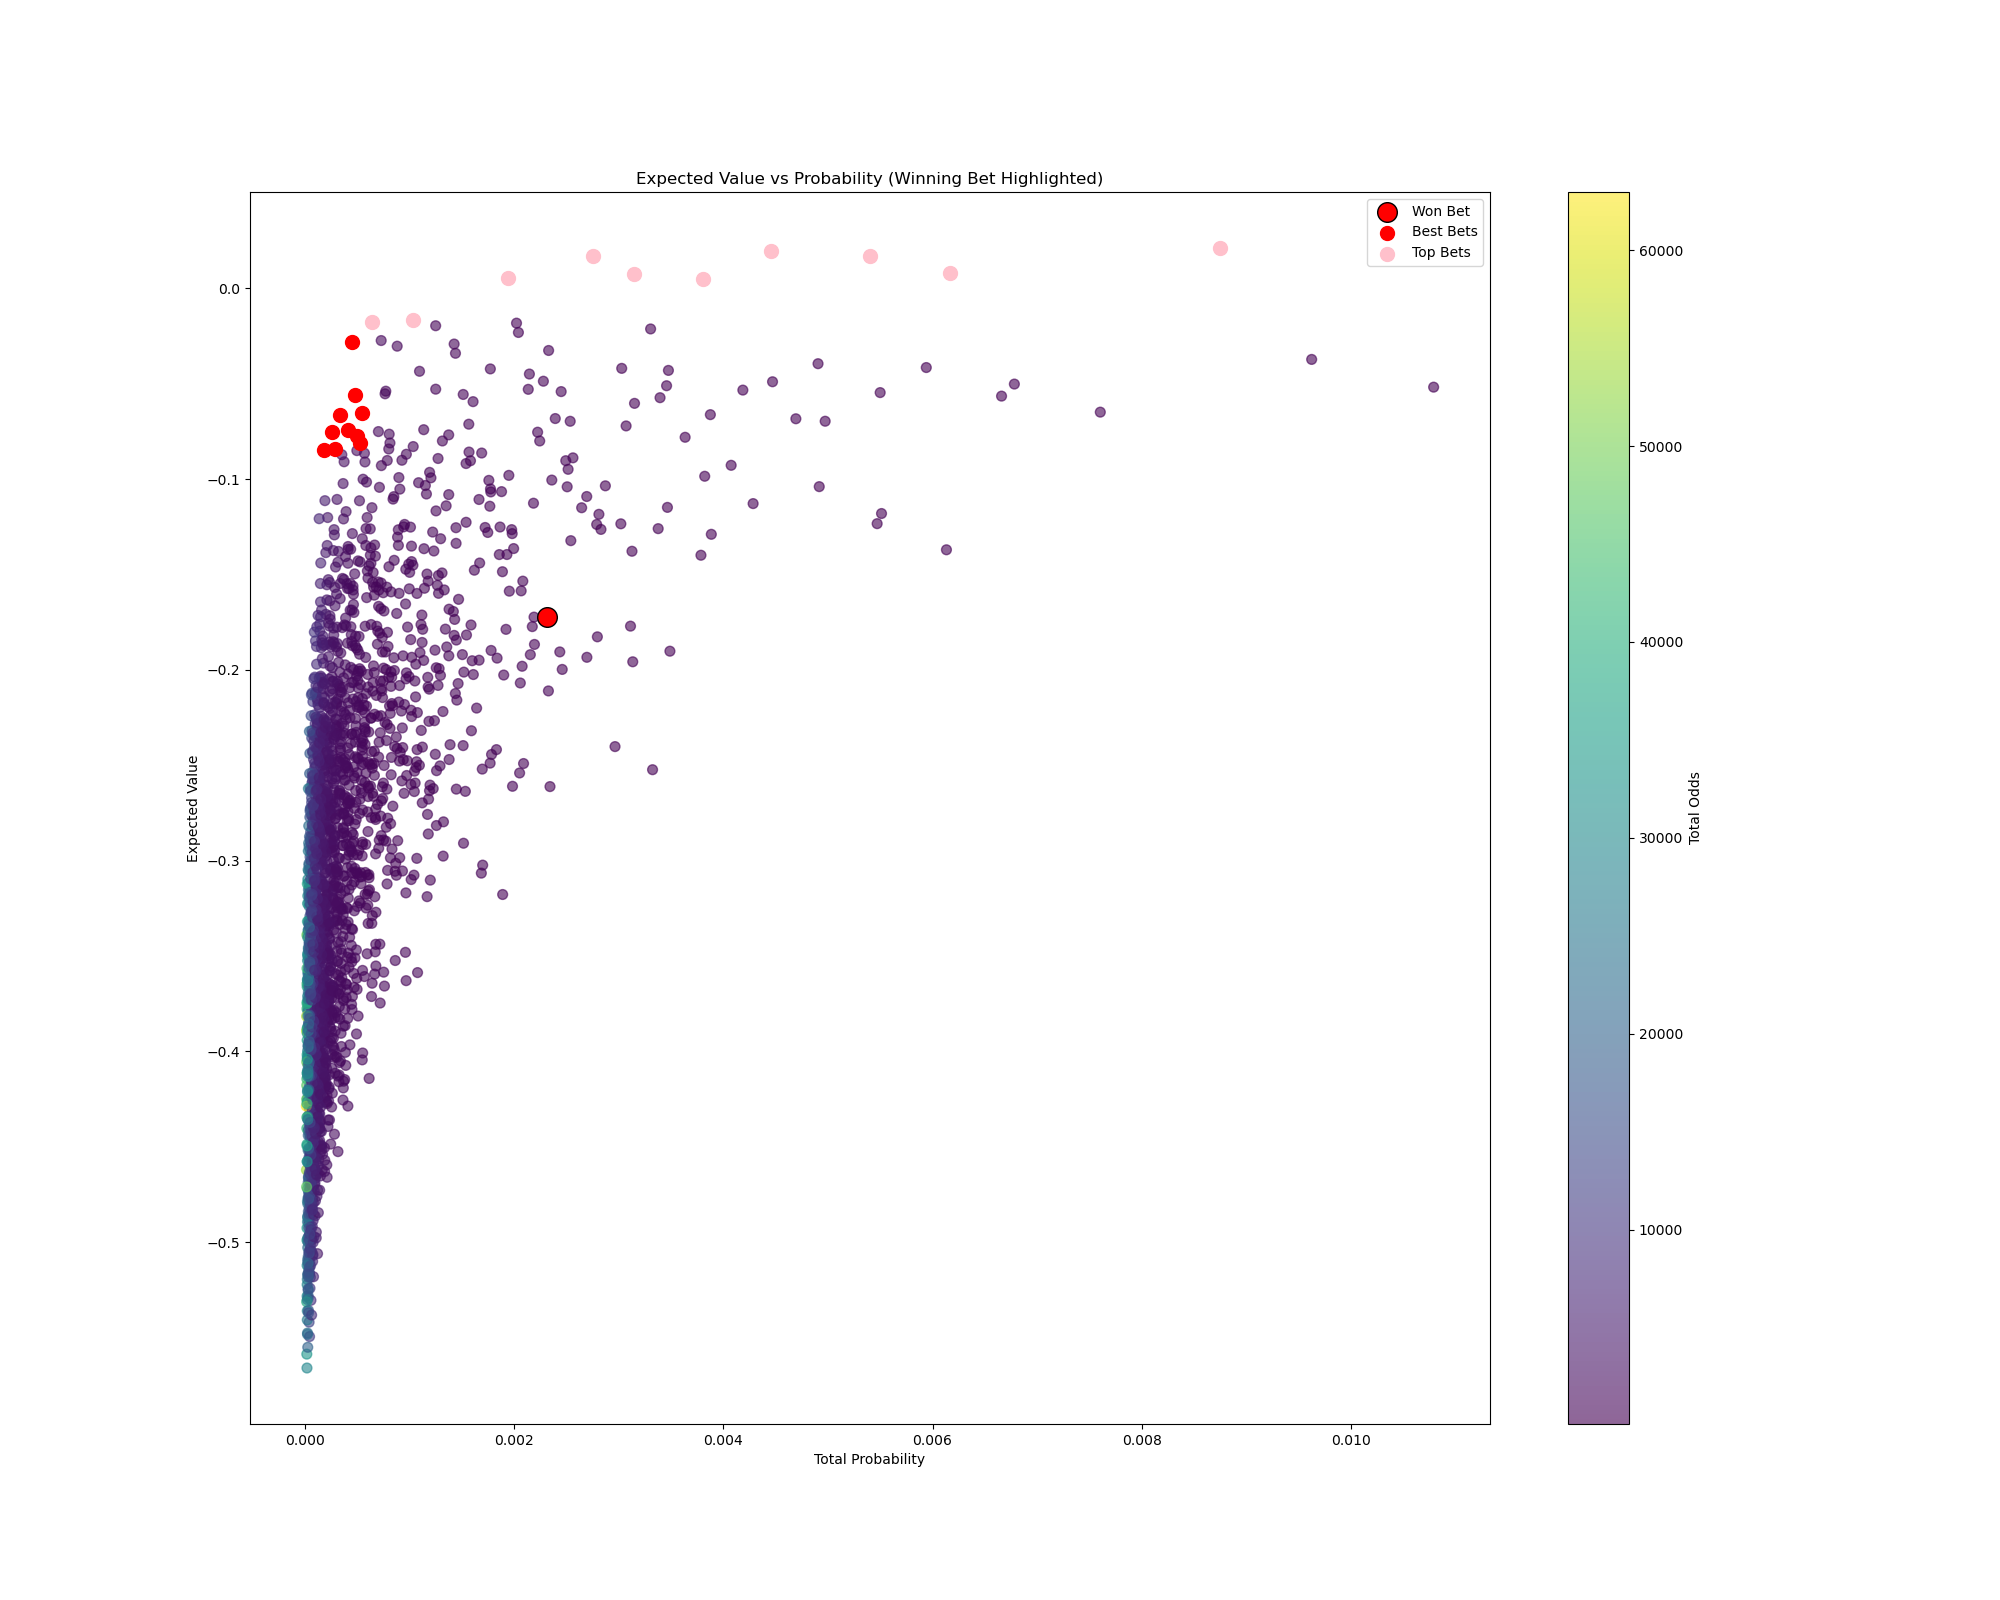 Expected Value vs Probability (Winning Bet Highlighted)
Won Bet
Best Bets
Top Bets
0.0
−0.1
−0.2
−0.3
−0.4
−0.5
Expected Value
0.000
0.002
0.004
0.006
0.008
0.010
Total Probability
60000
50000
40000
30000
20000
10000
Total Odds